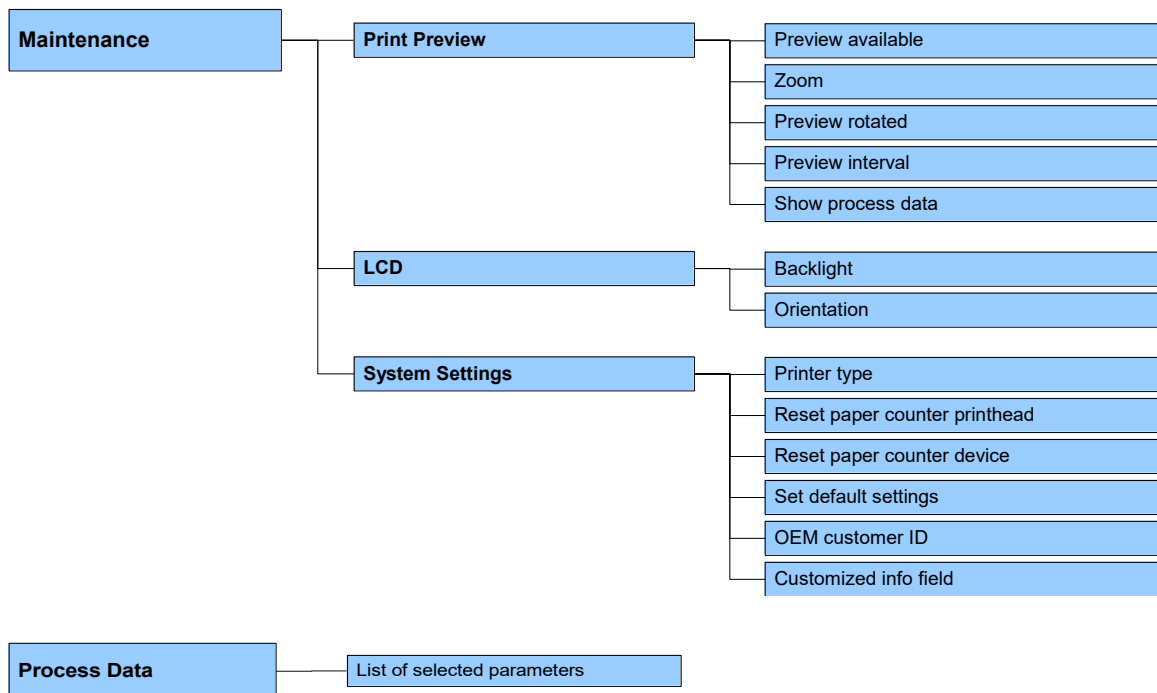 Maintenance
Print Preview
Preview available
Zoom
Preview rotated
Preview interval
Show process data
LCD
Backlight
Orientation
System Settings
Printer type
Reset paper counter printhead
Reset paper counter device
Set default settings
OEM customer ID
Customized info field
Process Data
List of selected parameters